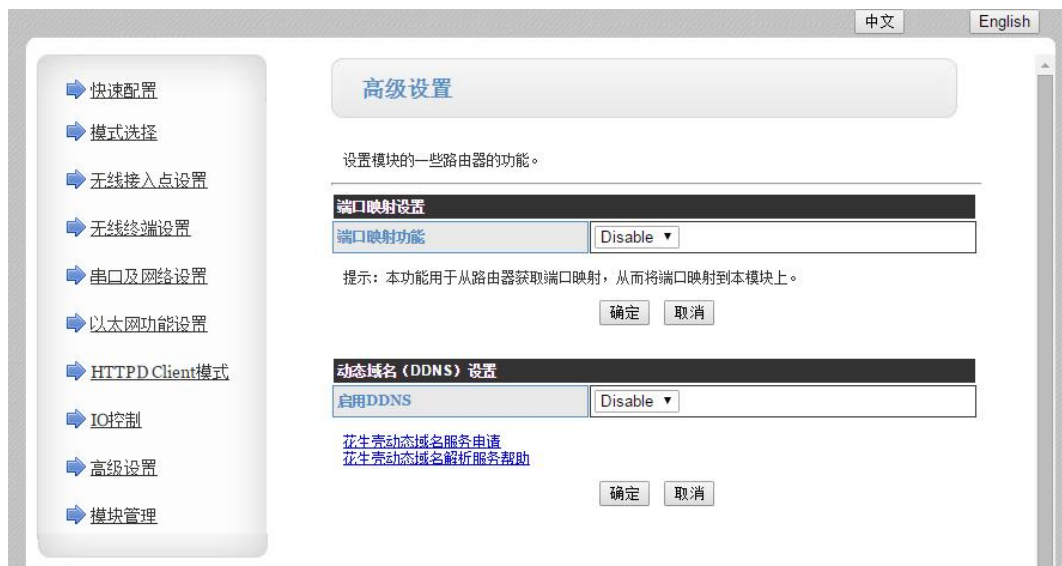 中文
English
快速配置
模式选择
无线接入点设置
无线终端设置
串口及网络设置
以太网功能设置
HTTPD Client模式
IO控制
高级设置
模块管理
高级设置
设置模块的一些路由器的功能。
端口映射设置
端口映射功能 Disable
提示：本功能用于从路由器获取端口映射，从而将端口映射到本模块上。
确定 取消
动态域名（DDNS）设置
启用DDNS Disable
花生壳动态域名服务申请
花生壳动态域名解析服务帮助
确定 取消